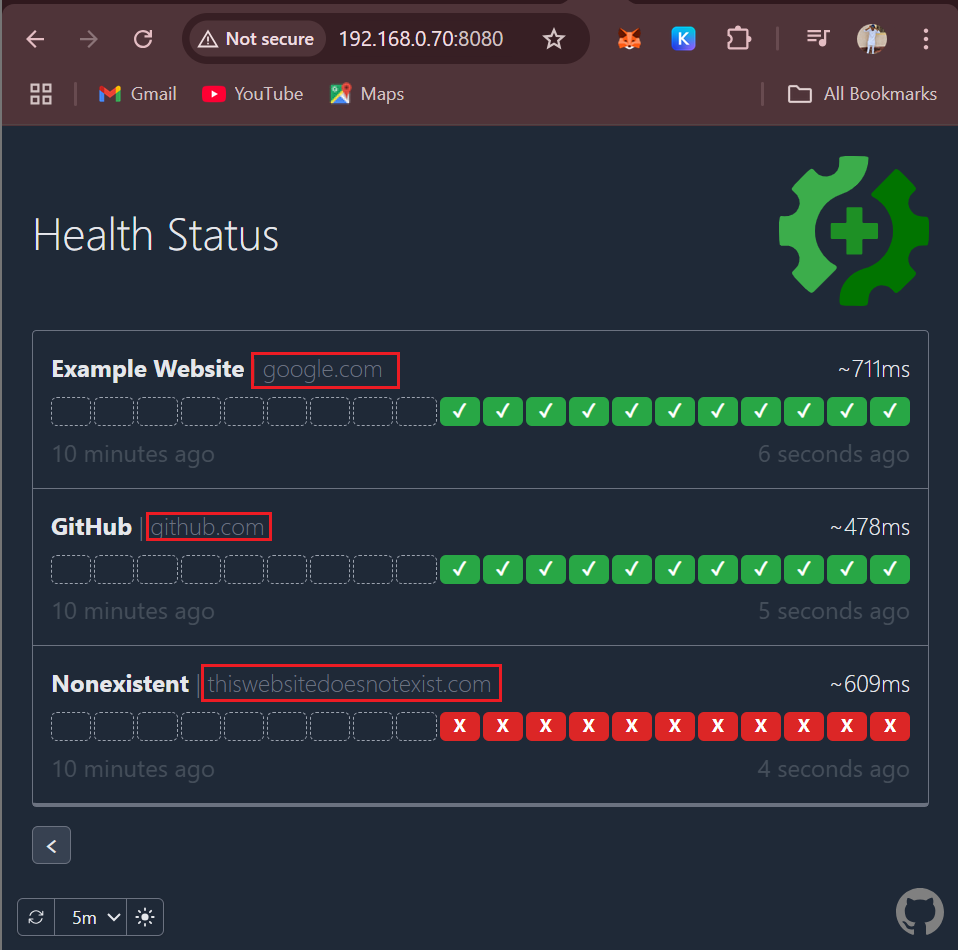 Not secure 192.168.0.70:8080
K
Gmail YouTube Maps All Bookmarks
Health Status
Example Website google.com ~711ms
✓ ✓ ✓ ✓ ✓ ✓ ✓ ✓ ✓ ✓ ✓
10 minutes ago 6 seconds ago
GitHub | github.com ~478ms
✓ ✓ ✓ ✓ ✓ ✓ ✓ ✓ ✓ ✓ ✓
10 minutes ago 5 seconds ago
Nonexistent | thiswebsitedoesnotexist.com ~609ms
X X X X X X X X X X X
10 minutes ago 4 seconds ago
<
5m